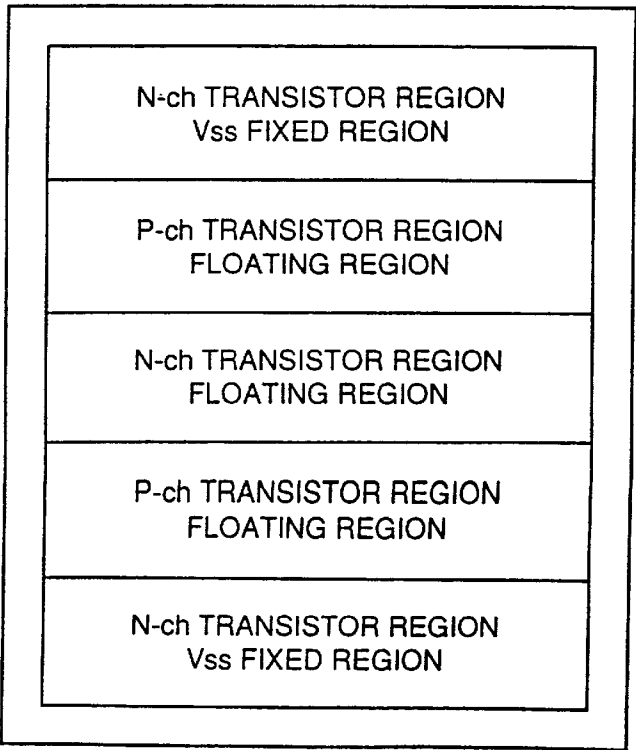 N-ch TRANSISTOR REGION
Vss FIXED REGION
P-ch TRANSISTOR REGION
FLOATING REGION
N-ch TRANSISTOR REGION
FLOATING REGION
P-ch TRANSISTOR REGION
FLOATING REGION
N-ch TRANSISTOR REGION
Vss FIXED REGION